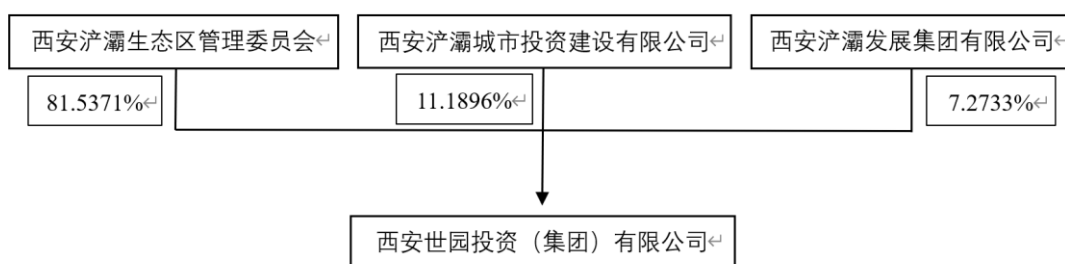 西安浐灞生态区管理委员会
西安浐灞城市投资建设有限公司
西安浐灞发展集团有限公司
81.5371%
11.1896%
7.2733%
西安世园投资（集团）有限公司